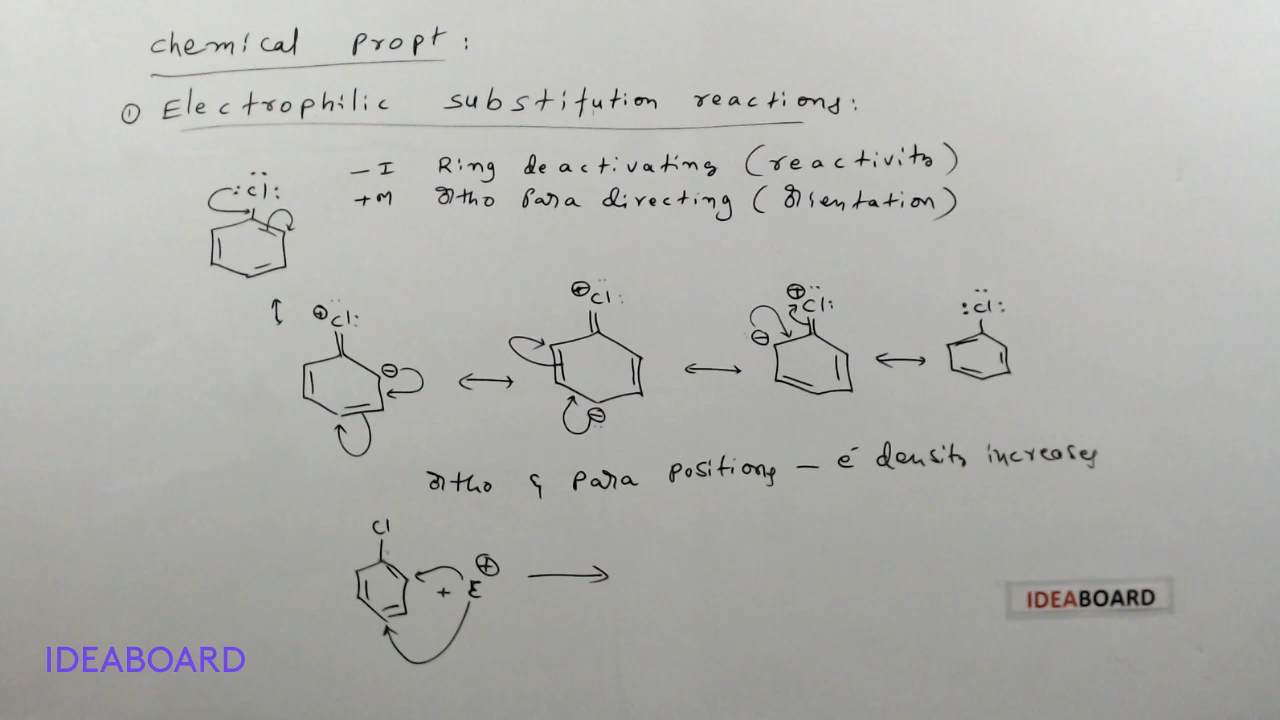 chemical propt:
① Electrophilic substitution reactions:
– I Ring deactivating (reactivity)
+M ortho para directing (orientation)
:Cl:
⊕Cl:
⊖
⊕Cl:
⊖
⊕
Cl:
⊖
:Cl:
ortho & para positions – e⁻ density increases
Cl
+ E⊕
IDEABOARD
IDEABOARD